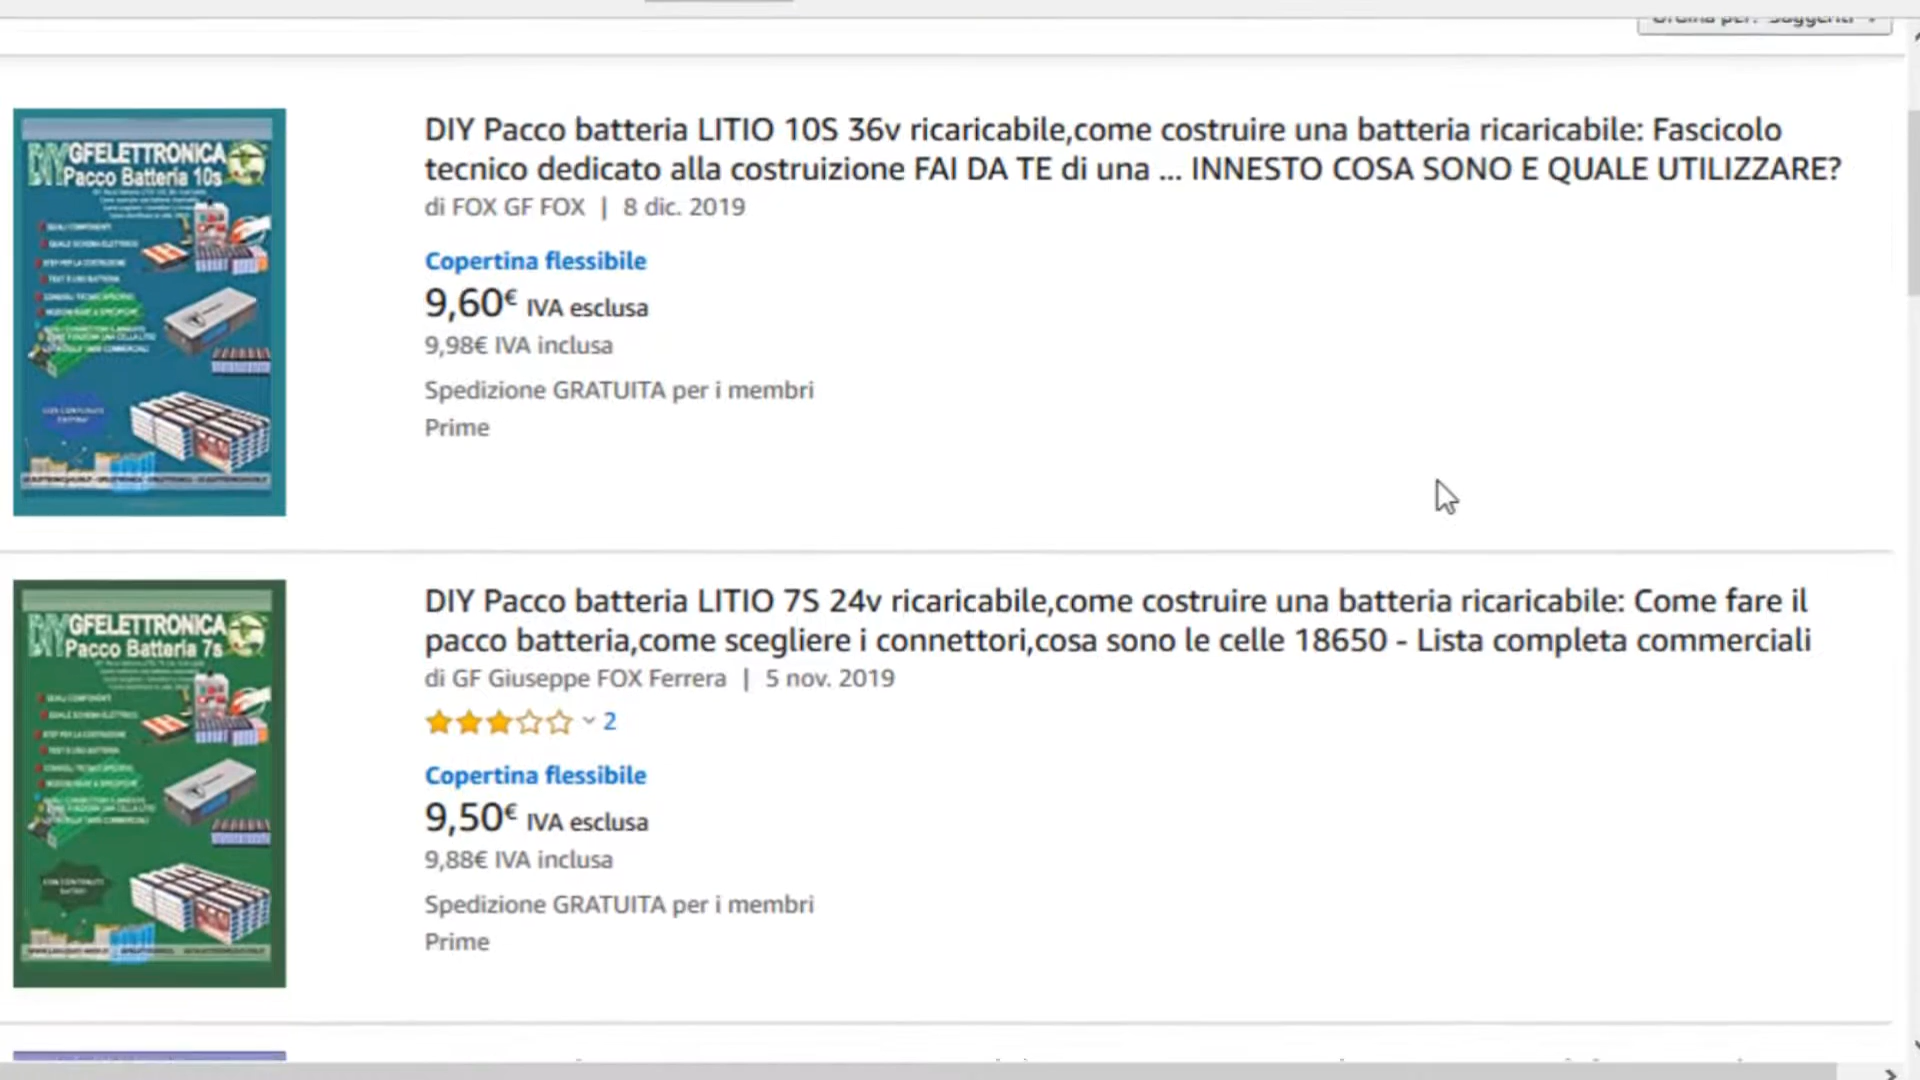 DIY GFELETTRONICA
Pacco Batteria 10s
DIY Pacco batteria LITIO 10S 36v ricaricabile,come costruire una batteria ricaricabile: Fascicolo
tecnico dedicato alla costruizione FAI DA TE di una ... INNESTO COSA SONO E QUALE UTILIZZARE?
di FOX GF FOX | 8 dic. 2019
Copertina flessibile
9,60€ IVA esclusa
9,98€ IVA inclusa
Spedizione GRATUITA per i membri
Prime
DIY GFELETTRONICA
Pacco Batteria 7s
DIY Pacco batteria LITIO 7S 24v ricaricabile,come costruire una batteria ricaricabile: Come fare il
pacco batteria,come scegliere i connettori,cosa sono le celle 18650 - Lista completa commerciali
di GF Giuseppe FOX Ferrera | 5 nov. 2019
2
Copertina flessibile
9,50€ IVA esclusa
9,88€ IVA inclusa
Spedizione GRATUITA per i membri
Prime